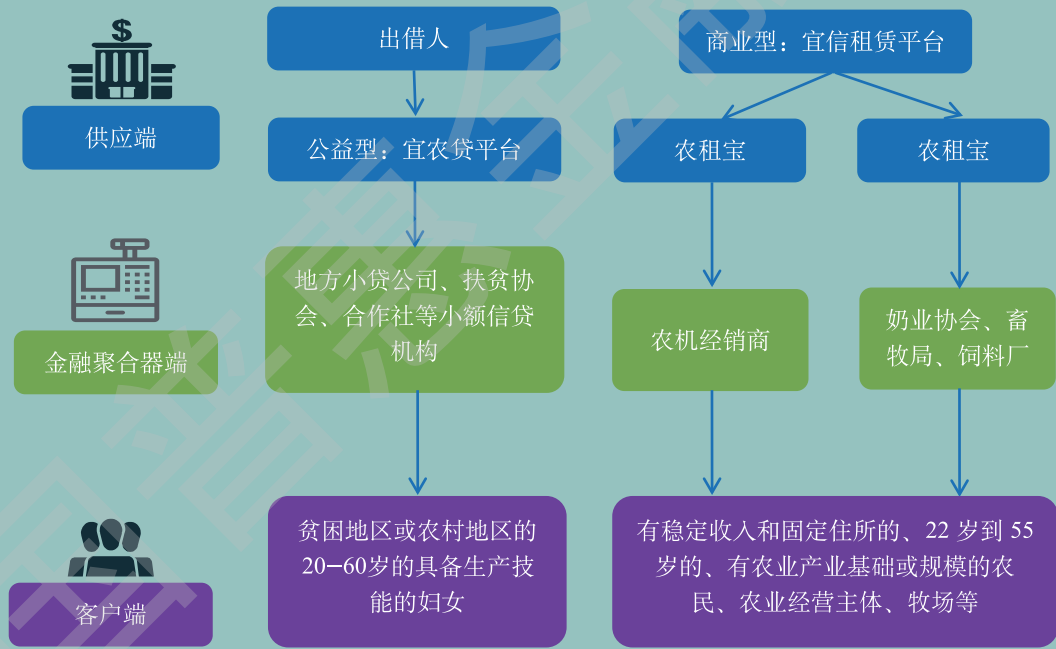 $
出借人
商业型：宜信租赁平台
供应端
公益型：宜农贷平台
农租宝
农租宝
金融聚合器端
地方小贷公司、扶贫协
会、合作社等小额信贷
机构
农机经销商
奶业协会、畜
牧局、饲料厂
客户端
贫困地区或农村地区的
20−60岁的具备生产技
能的妇女
有稳定收入和固定住所的、22 岁到 55
岁的、有农业产业基础或规模的农
民、农业经营主体、牧场等